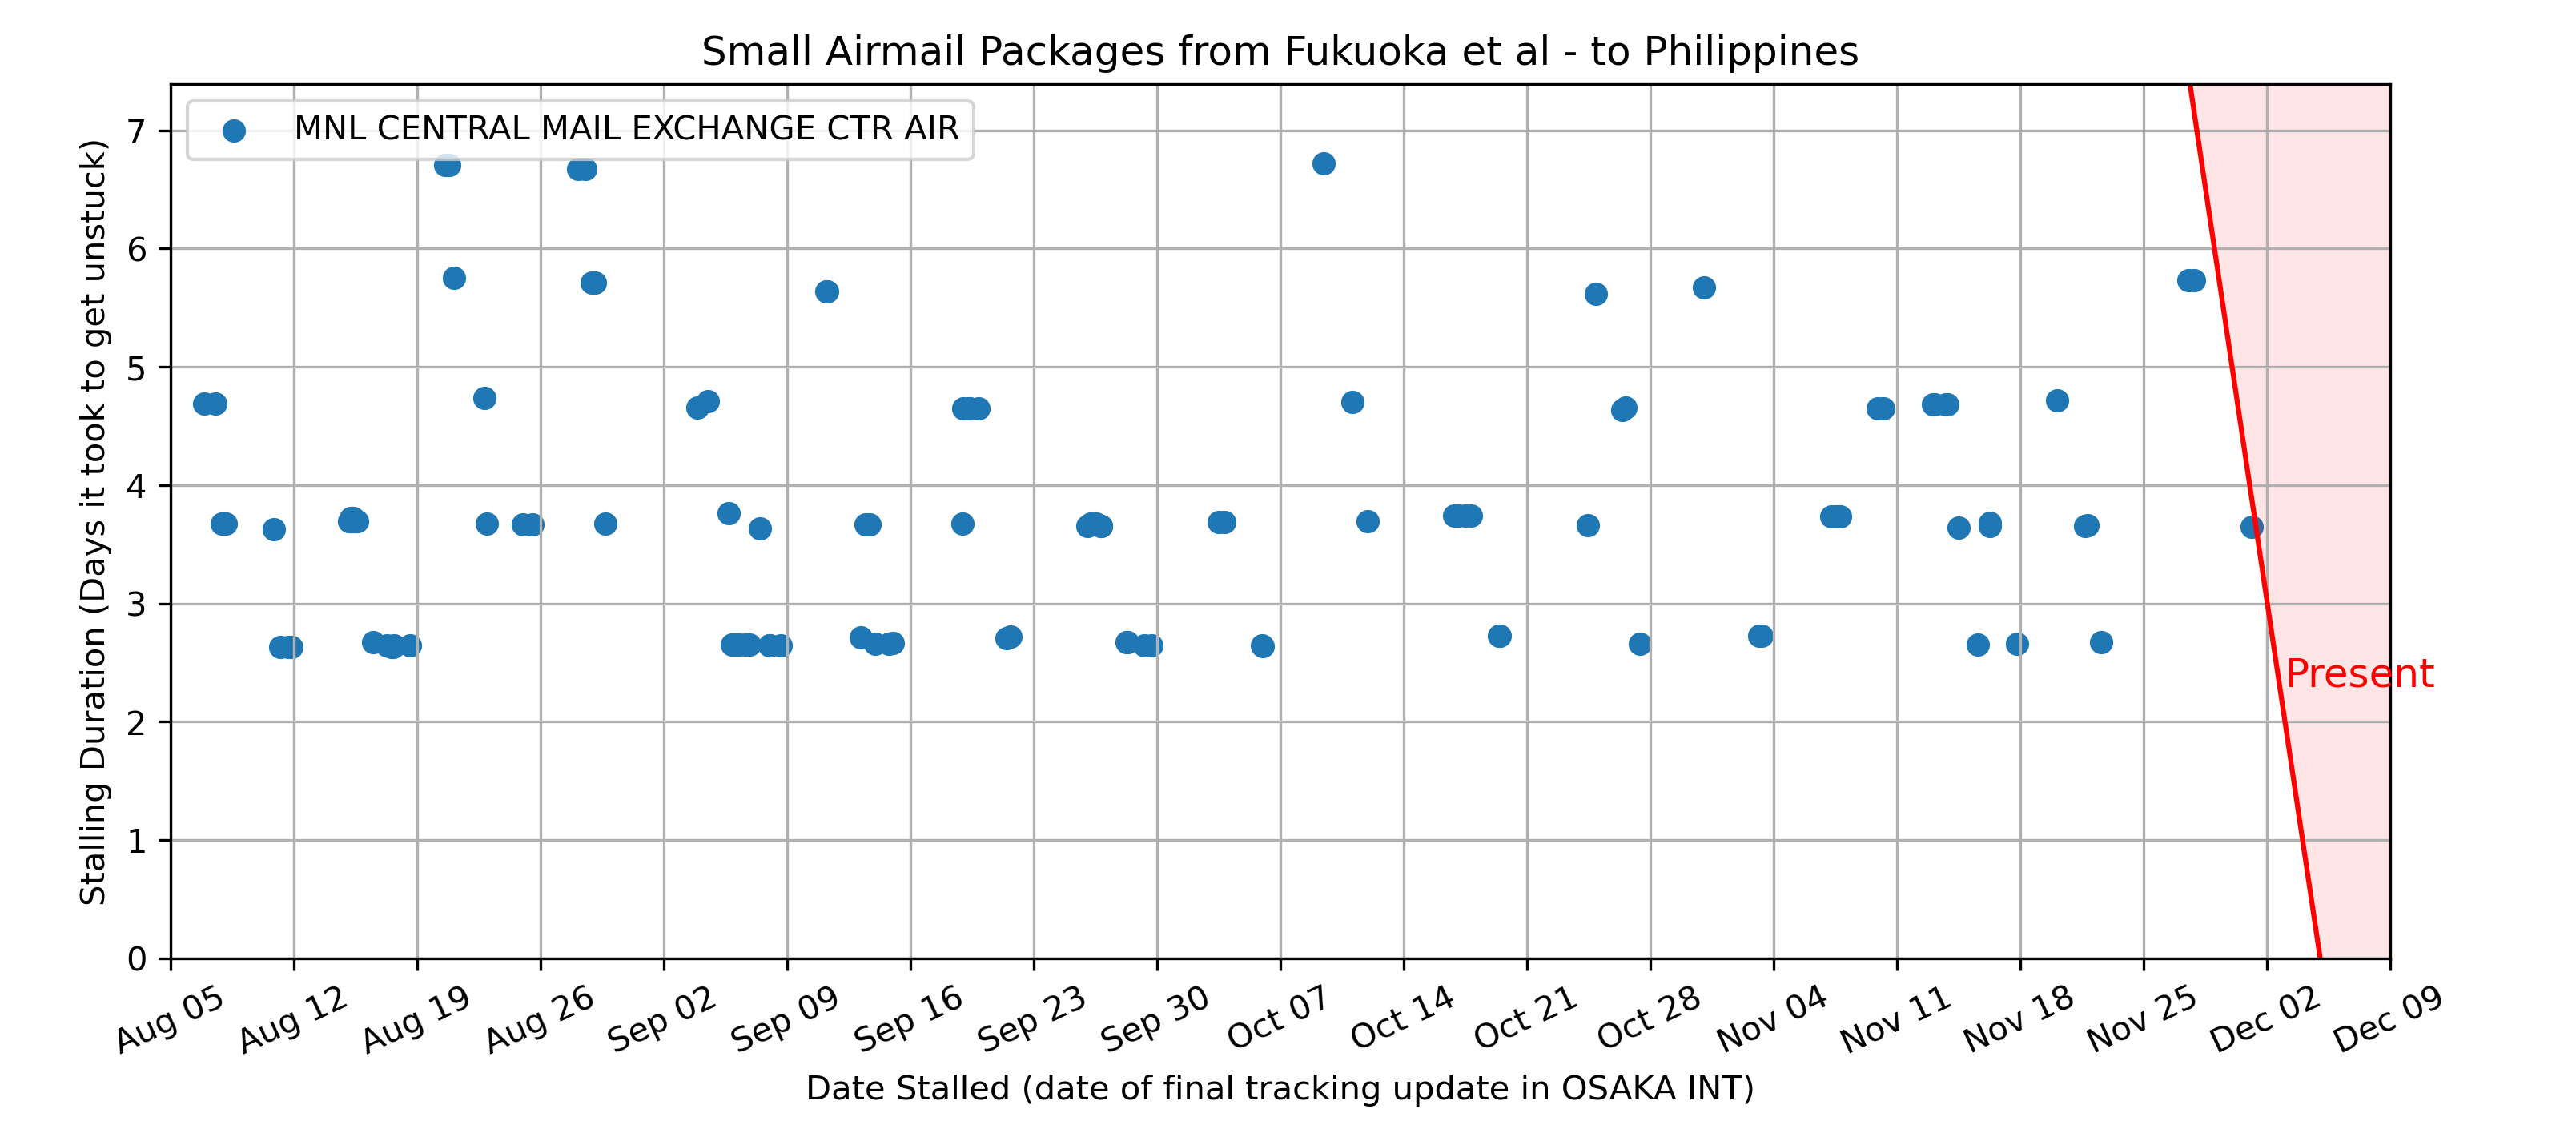 Small Airmail Packages from Fukuoka et al - to Philippines
MNL CENTRAL MAIL EXCHANGE CTR AIR
Stalling Duration (Days it took to get unstuck)
7
6
5
4
3
2
1
0
Present
Aug 05
Aug 12
Aug 19
Aug 26
Sep 02
Sep 09
Sep 16
Sep 23
Sep 30
Oct 07
Oct 14
Oct 21
Oct 28
Nov 04
Nov 11
Nov 18
Nov 25
Dec 02
Dec 09
Date Stalled (date of final tracking update in OSAKA INT)